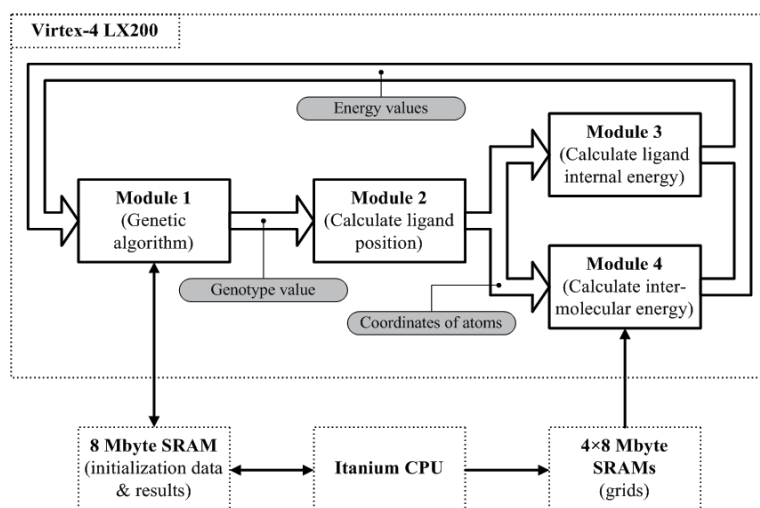 Virtex-4 LX200
Energy values
Module 3
(Calculate ligand
internal energy)
Module 1
(Genetic
algorithm)
Module 2
(Calculate ligand
position)
Module 4
(Calculate inter-
molecular energy)
Genotype value
Coordinates of atoms
8 Mbyte SRAM
(initialization data
& results)
Itanium CPU
4×8 Mbyte
SRAMs
(grids)